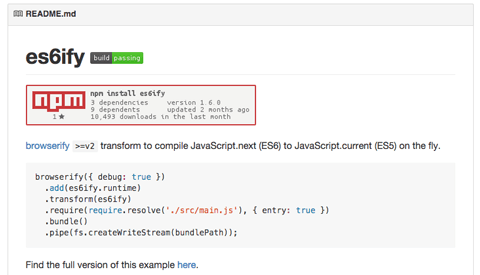 README.md
es6ify build passing
npm npm install es6ify
3 dependencies version 1.6.0
9 dependents updated 2 months ago
1 ★ 10,493 downloads in the last month
browserify >=v2 transform to compile JavaScript.next (ES6) to JavaScript.current (ES5) on the fly.
browserify({ debug: true })
  .add(es6ify.runtime)
  .transform(es6ify)
  .require(require.resolve('./src/main.js'), { entry: true })
  .bundle()
  .pipe(fs.createWriteStream(bundlePath));
Find the full version of this example here.